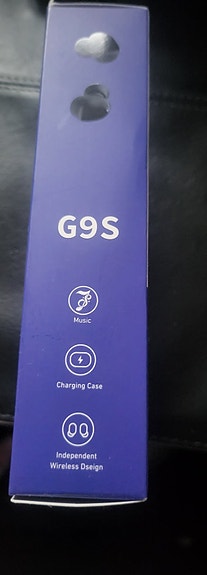 G9S
Music
Charging Case
Independent
Wireless Dseign